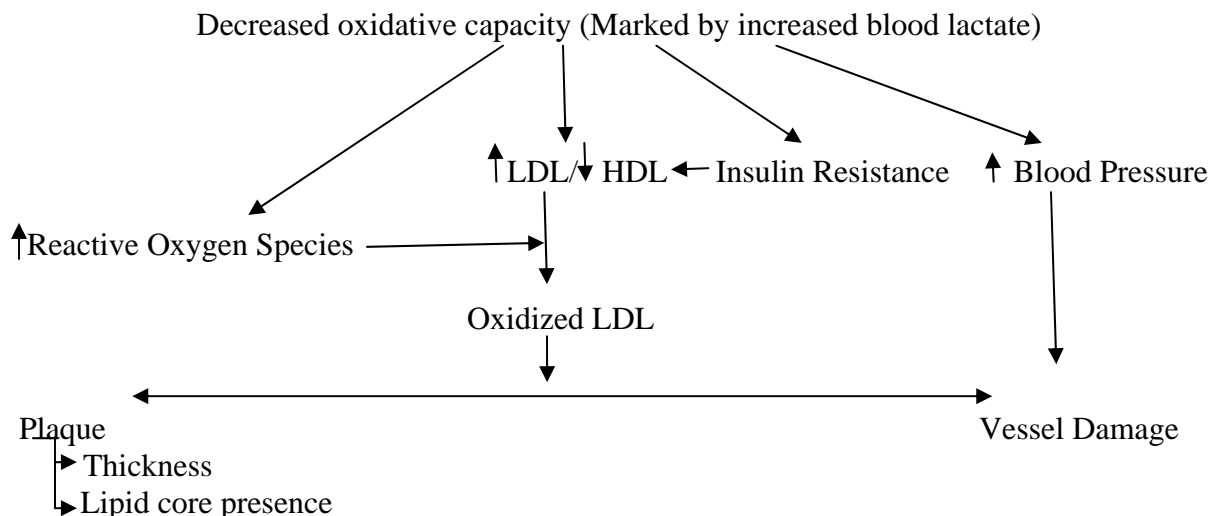 Decreased oxidative capacity (Marked by increased blood lactate)
LDL/ HDL Insulin Resistance Blood Pressure
Reactive Oxygen Species
Oxidized LDL
Plaque Vessel Damage
Thickness
Lipid core presence